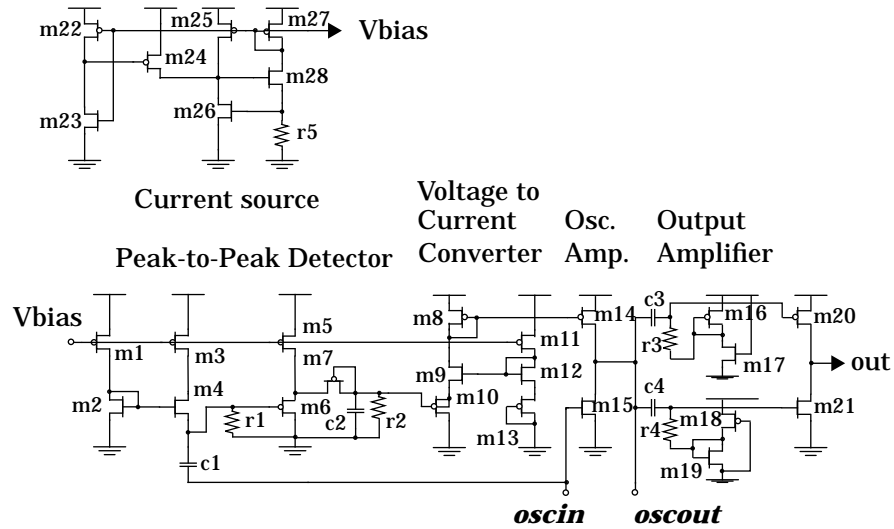 m22
m25
m27
Vbias
m24
m28
m26
m23
r5
Current source
Voltage to
Current
Converter
Osc.
Amp.
Output
Amplifier
Peak-to-Peak Detector
Vbias
m1
m3
m5
m7
m8
m11
m14
c3
m16
m20
r3
m17
m2
m4
r1
m6
c2
r2
m9
m10
m12
m13
m15
c4
r4
m18
m19
m21
out
c1
oscin
oscout